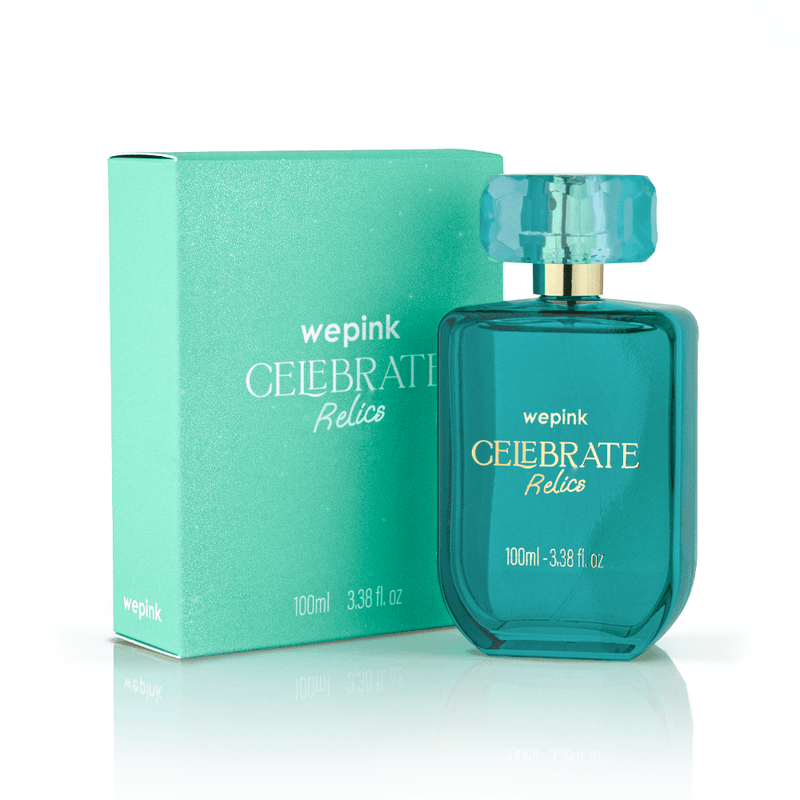 wepink
CELEBRATE
Relics
100ml 3.38 fl. oz
wepink
wepink
CELEBRATE
Relics
100ml - 3.38 fl. oz